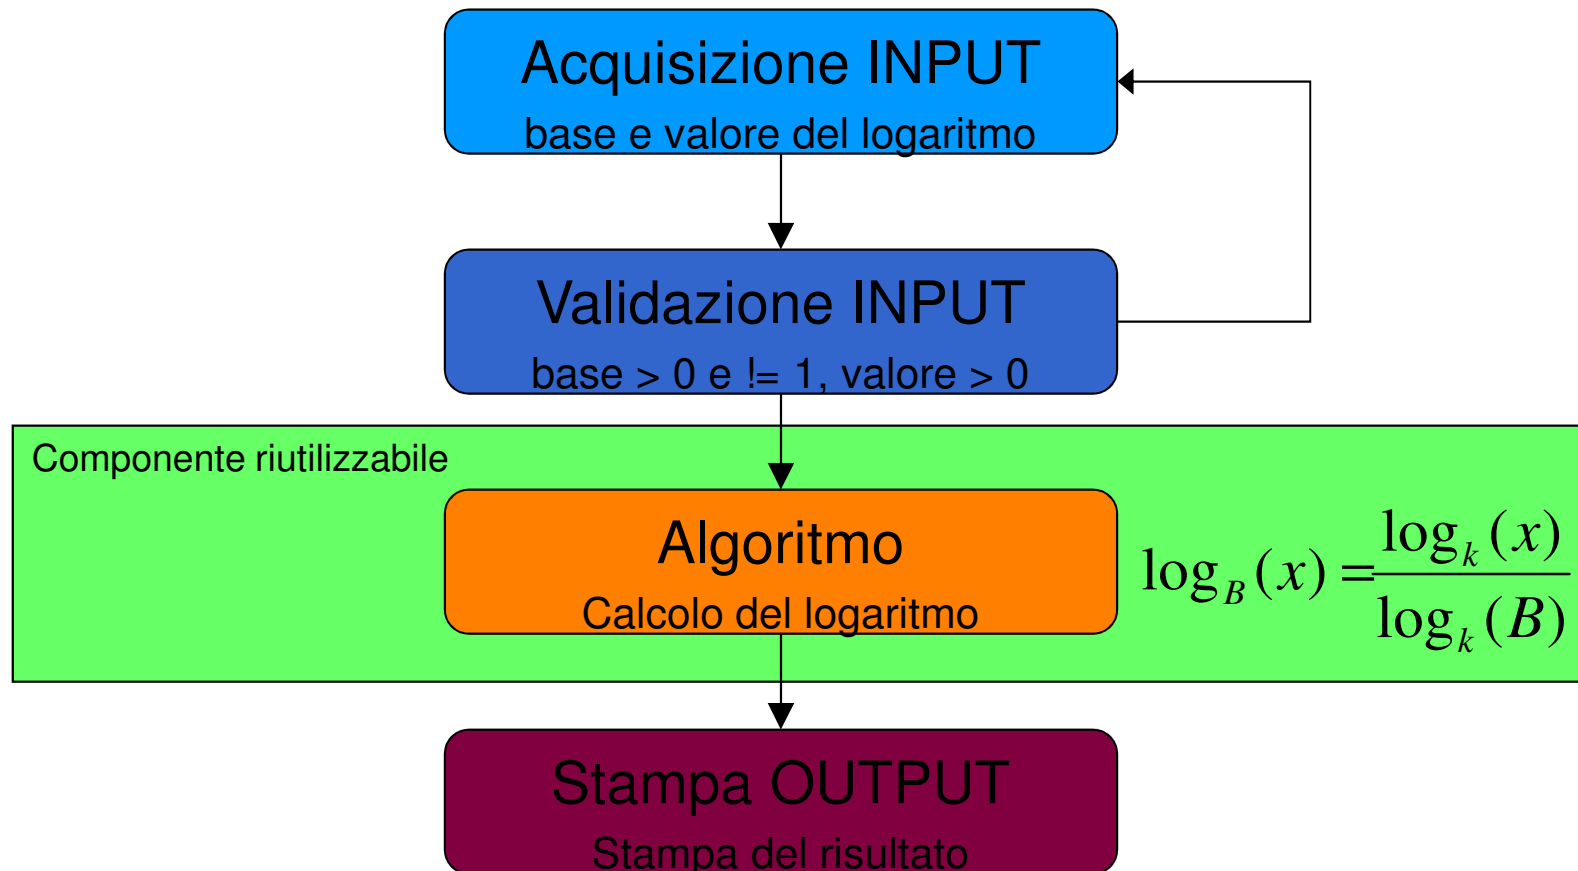 Acquisizione INPUT
base e valore del logaritmo
Validazione INPUT
base > 0 e != 1, valore > 0
Componente riutilizzabile
Algoritmo
Calcolo del logaritmo
log_B(x) = log_k(x) / log_k(B)
Stampa OUTPUT
Stampa del risultato